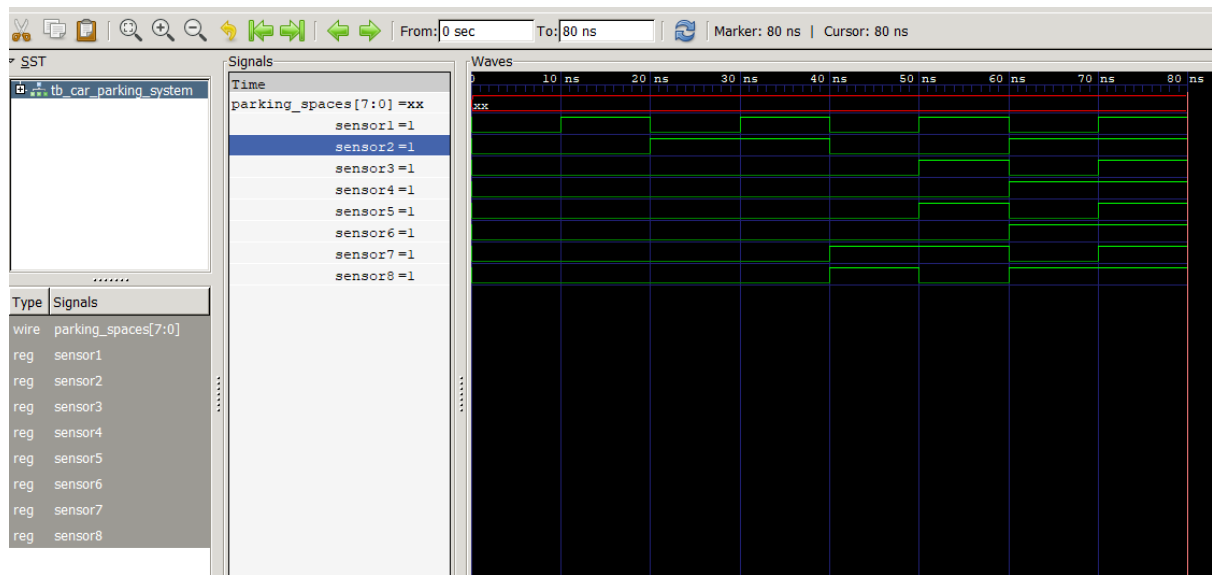 From: 0 sec To: 80 ns Marker: 80 ns | Cursor: 80 ns
SST
tb_car_parking_system
Type Signals
wire parking_spaces[7:0]
reg sensor1
reg sensor2
reg sensor3
reg sensor4
reg sensor5
reg sensor6
reg sensor7
reg sensor8
Signals
Time
parking_spaces[7:0] =xx
sensor1 =1
sensor2 =1
sensor3 =1
sensor4 =1
sensor5 =1
sensor6 =1
sensor7 =1
sensor8 =1
Waves
10 ns 20 ns 30 ns 40 ns 50 ns 60 ns 70 ns 80 ns
xx